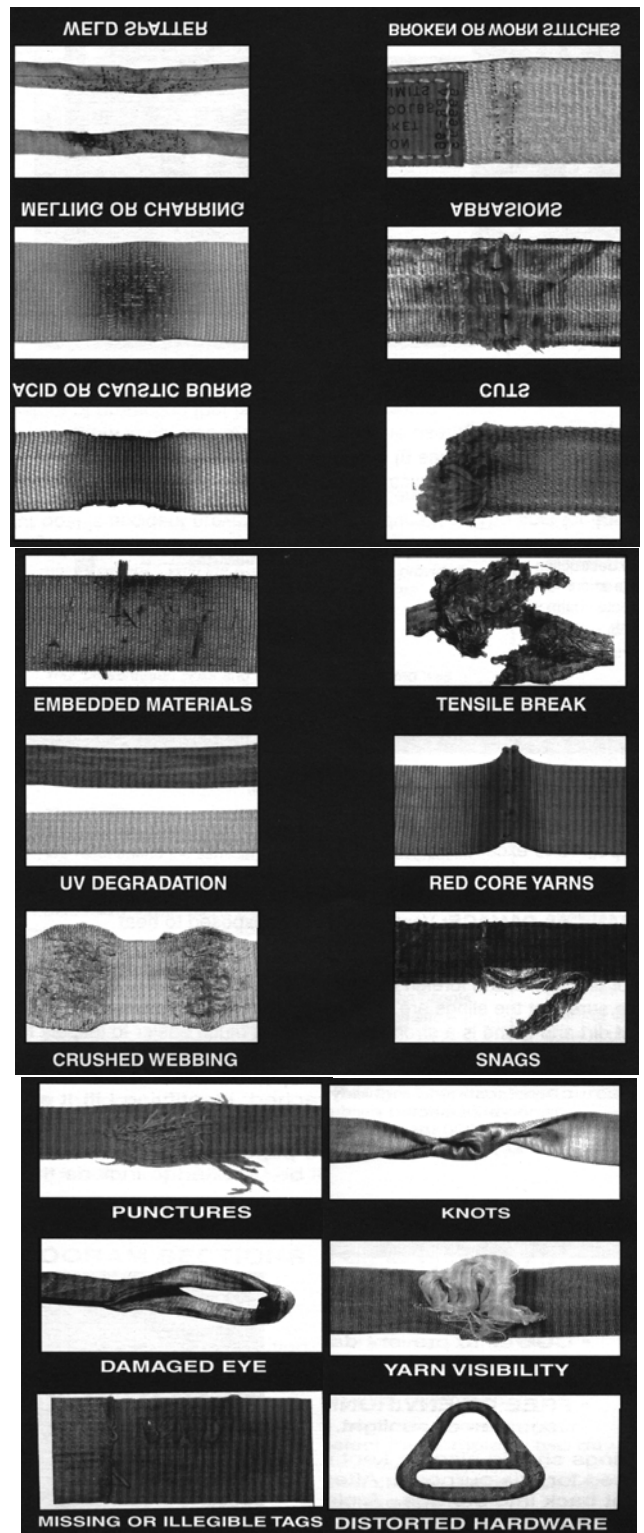 WELD SPATTER
BROKEN OR WORN STITCHES
MELTING OR CHARRING
ABRASIONS
ACID OR CAUSTIC BURNS
CUTS
EMBEDDED MATERIALS
TENSILE BREAK
UV DEGRADATION
RED CORE YARNS
CRUSHED WEBBING
SNAGS
PUNCTURES
KNOTS
DAMAGED EYE
YARN VISIBILITY
MISSING OR ILLEGIBLE TAGS
DISTORTED HARDWARE